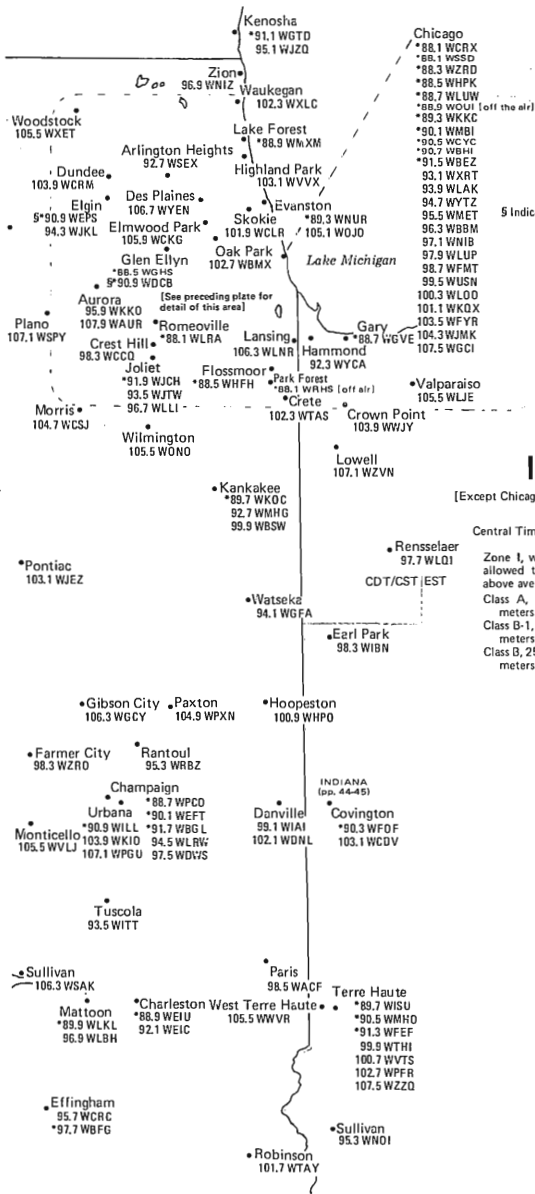 Kenosha
*91.1 WGTD
95.1 WJZQ
Zion
96.9 WNIZ
Waukegan
102.3 WXLC
Woodstock
105.5 WXET
Lake Forest
*88.9 WMXM
Arlington Heights
92.7 WSEX
Highland Park
103.1 WVVX
Dundee
103.9 WCRM
Des Plaines
106.7 WYEN
Elgin
§*90.9 WEPS
94.3 WJKL
Skokie
101.9 WCLR
Evanston
*89.3 WNUR
105.1 WOJO
Elmwood Park
105.9 WCKG
Oak Park
102.7 WBMX
Lake Michigan
Glen Ellyn
*88.5 WGHS
§*90.9 WDCB
Chicago
*88.1 WCRX
*88.1 WSSD
*88.3 WZRD
*88.5 WHPK
*88.7 WLUW
*88.9 WOUI [off the air]
*89.3 WKKC
*90.1 WMBI
*90.5 WCYC
*90.7 WBHI
*91.5 WBEZ
93.1 WXRT
93.9 WLAK
94.7 WYTZ
95.5 WMET
96.3 WBBM
97.1 WNIB
97.9 WLUP
98.7 WFMT
99.5 WUSN
100.3 WLOO
101.1 WKQX
103.5 WFYR
104.3 WJMK
107.5 WGCI
§ Indic
Aurora
95.9 WKKO
107.9 WAUR
[See preceding plate for
detail of this area]
Plano
107.1 WSPY
Romeoville
*88.1 WLRA
Lansing
106.3 WLNR
Hammond
92.3 WYCA
Gary
*88.7 WGVE
Crest Hill
98.3 WCCQ
Joliet
*91.9 WJCH
93.5 WJTW
96.7 WLLI
Flossmoor
*88.5 WHFH
Park Forest
*88.1 WRHS [off air]
Crete
102.3 WTAS
Valparaiso
105.5 WLJE
Crown Point
103.9 WWJY
Morris
104.7 WCSJ
Wilmington
105.5 WONO
Lowell
107.1 WZVN
Kankakee
*89.7 WKOC
92.7 WMHG
99.9 WBSW
[Except Chicag
Central Tim
Zone I, w
allowed t
above ave
Class A,
meters
Class B-1,
meters
Class B, 25
meters
Rensselaer
97.7 WLQI
CDT/CST EST
Pontiac
103.1 WJEZ
Watseka
94.1 WGFA
Earl Park
98.3 WIBN
Gibson City
106.3 WGCY
Paxton
104.9 WPXN
Hoopeston
100.9 WHPO
Farmer City
98.3 WZRO
Rantoul
95.3 WRBZ
INDIANA
(pp. 44-45)
Champaign
*88.7 WPCD
*90.1 WEFT
*91.7 WBGL
94.5 WLRW
97.5 WDWS
Urbana
*90.9 WILL
103.9 WKIO
107.1 WPGU
Monticello
105.5 WVLJ
Danville
99.1 WIAI
102.1 WDNL
Covington
*90.3 WFOF
103.1 WCDV
Tuscola
93.5 WITT
Sullivan
106.3 WSAK
Paris
98.5 WACF
Mattoon
*89.9 WLKL
96.9 WLBH
Charleston
*88.9 WEIU
92.1 WEIC
West Terre Haute
105.5 WWVR
Terre Haute
*89.7 WISU
*90.5 WMHD
*91.3 WFEF
99.9 WTHI
100.7 WVTS
102.7 WPFR
107.5 WZZQ
Effingham
95.7 WCRC
*97.7 WBFG
Sullivan
95.3 WNDI
Robinson
101.7 WTAY